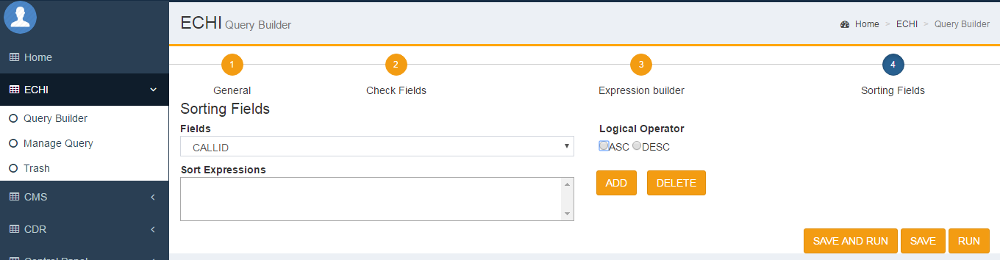 ECHI Query Builder
Home > ECHI > Query Builder
Home
ECHI
Query Builder
Manage Query
Trash
CMS
CDR
Control Panel
1
2
3
4
General
Check Fields
Expression builder
Sorting Fields
Sorting Fields
Fields
Logical Operator
CALLID
ASC DESC
Sort Expressions
ADD
DELETE
SAVE AND RUN
SAVE
RUN